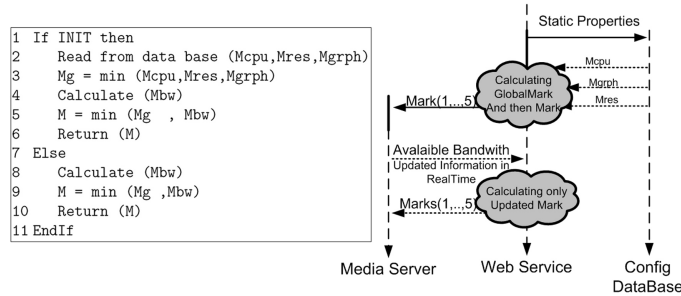 1 If INIT then
2 Read from data base (Mcpu,Mres,Mgrph)
3 Mg = min (Mcpu,Mres,Mgrph)
4 Calculate (Mbw)
5 M = min (Mg , Mbw)
6 Return (M)
7 Else
8 Calculate (Mbw)
9 M = min (Mg ,Mbw)
10 Return (M)
11 EndIf
Static Properties
Mcpu
Mgrph
Mres
Calculating
GlobalMark
And then Mark
Mark(1,..,5)
Avalaible Bandwith
Updated Information in
RealTime
Calculating only
Updated Mark
Marks(1,..,5)
Media Server
Web Service
Config
DataBase